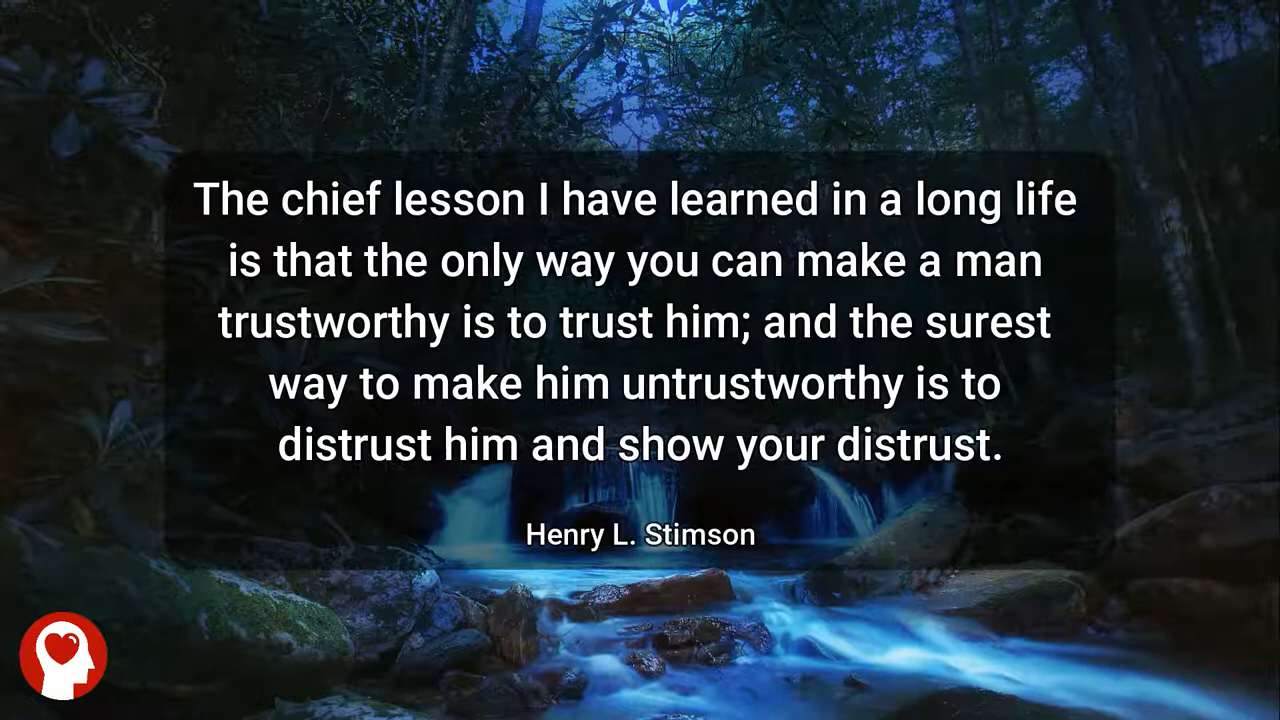 The chief lesson I have learned in a long life
is that the only way you can make a man
trustworthy is to trust him; and the surest
way to make him untrustworthy is to
distrust him and show your distrust.
Henry L. Stimson